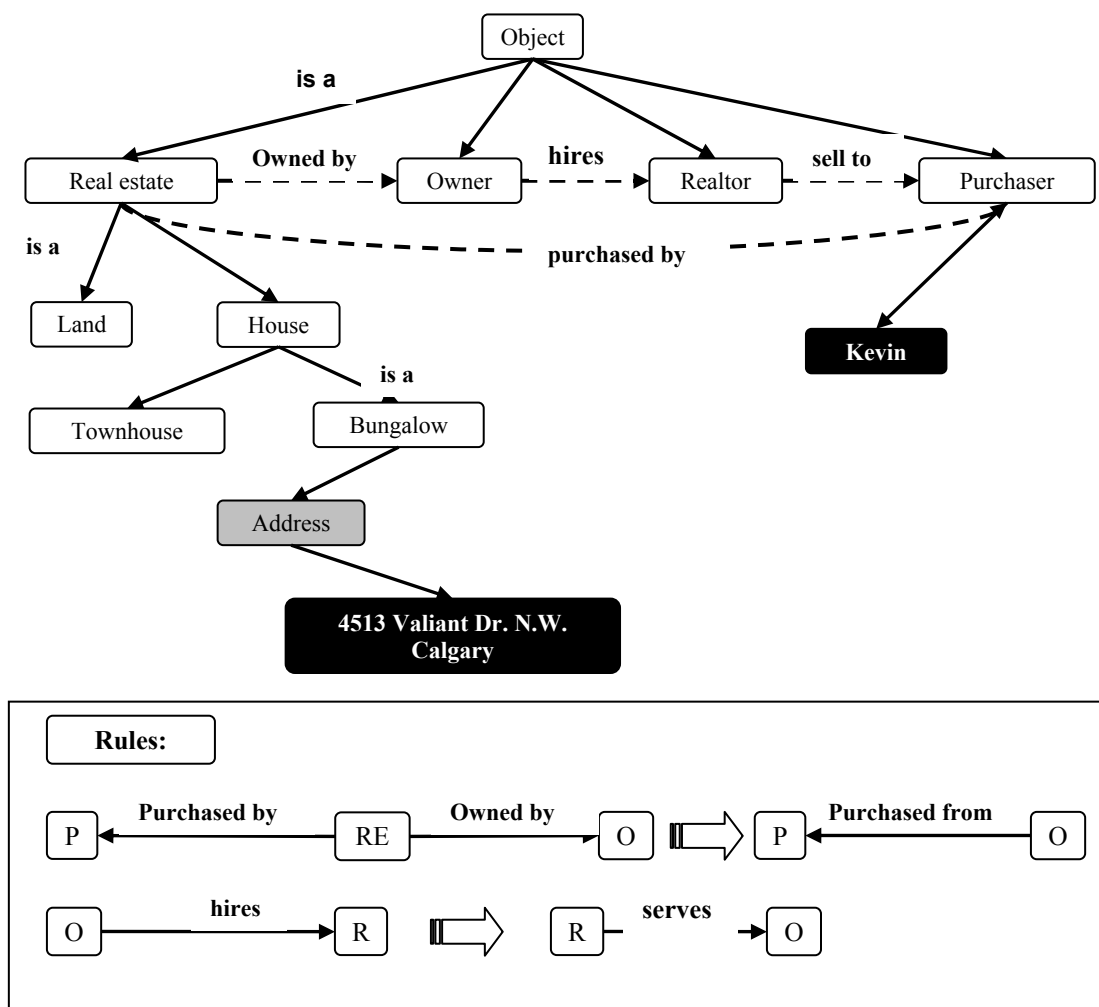 Object
is a
Owned by
hires
sell to
Real estate
Owner
Realtor
Purchaser
is a
purchased by
Land
House
Kevin
is a
Townhouse
Bungalow
Address
4513 Valiant Dr. N.W.
Calgary
Rules:
Purchased by
Owned by
Purchased from
P
RE
O
P
O
hires
serves
O
R
R
O